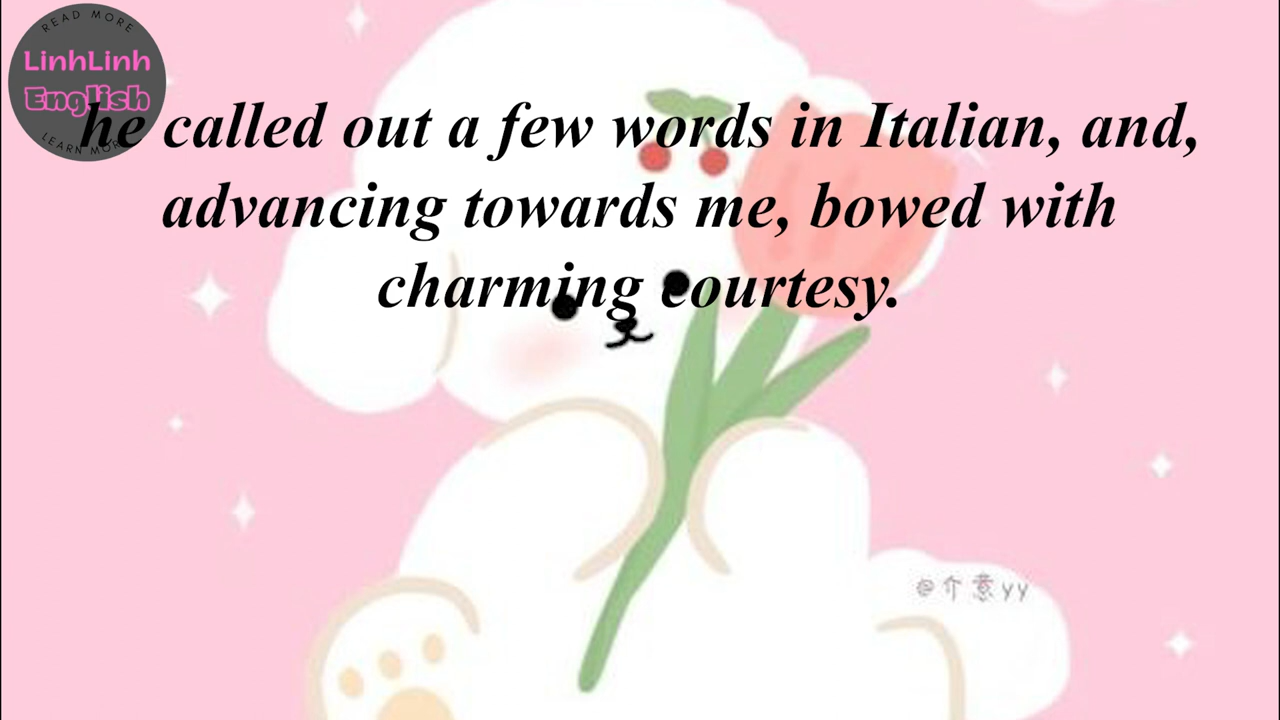 READ MORE
LinhLinh
English
LEARN MORE
he called out a few words in Italian, and,
advancing towards me, bowed with
charming courtesy.
@介意yy